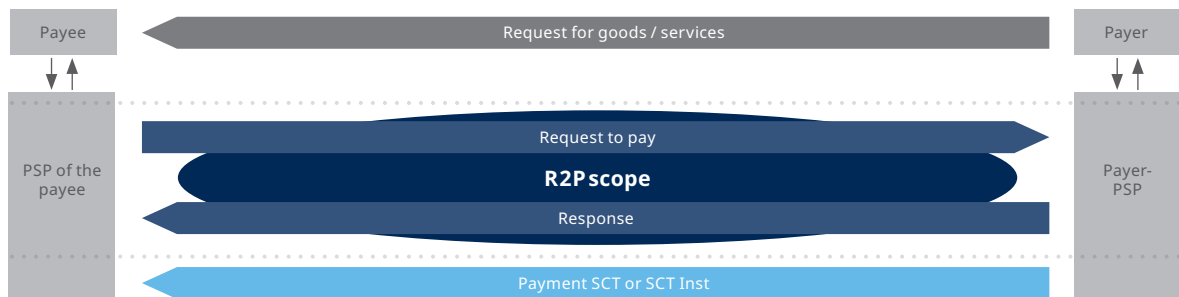 Payee
Request for goods / services
Payer
Request to pay
PSP of the
payee
R2P scope
Payer-
PSP
Response
Payment SCT or SCT Inst